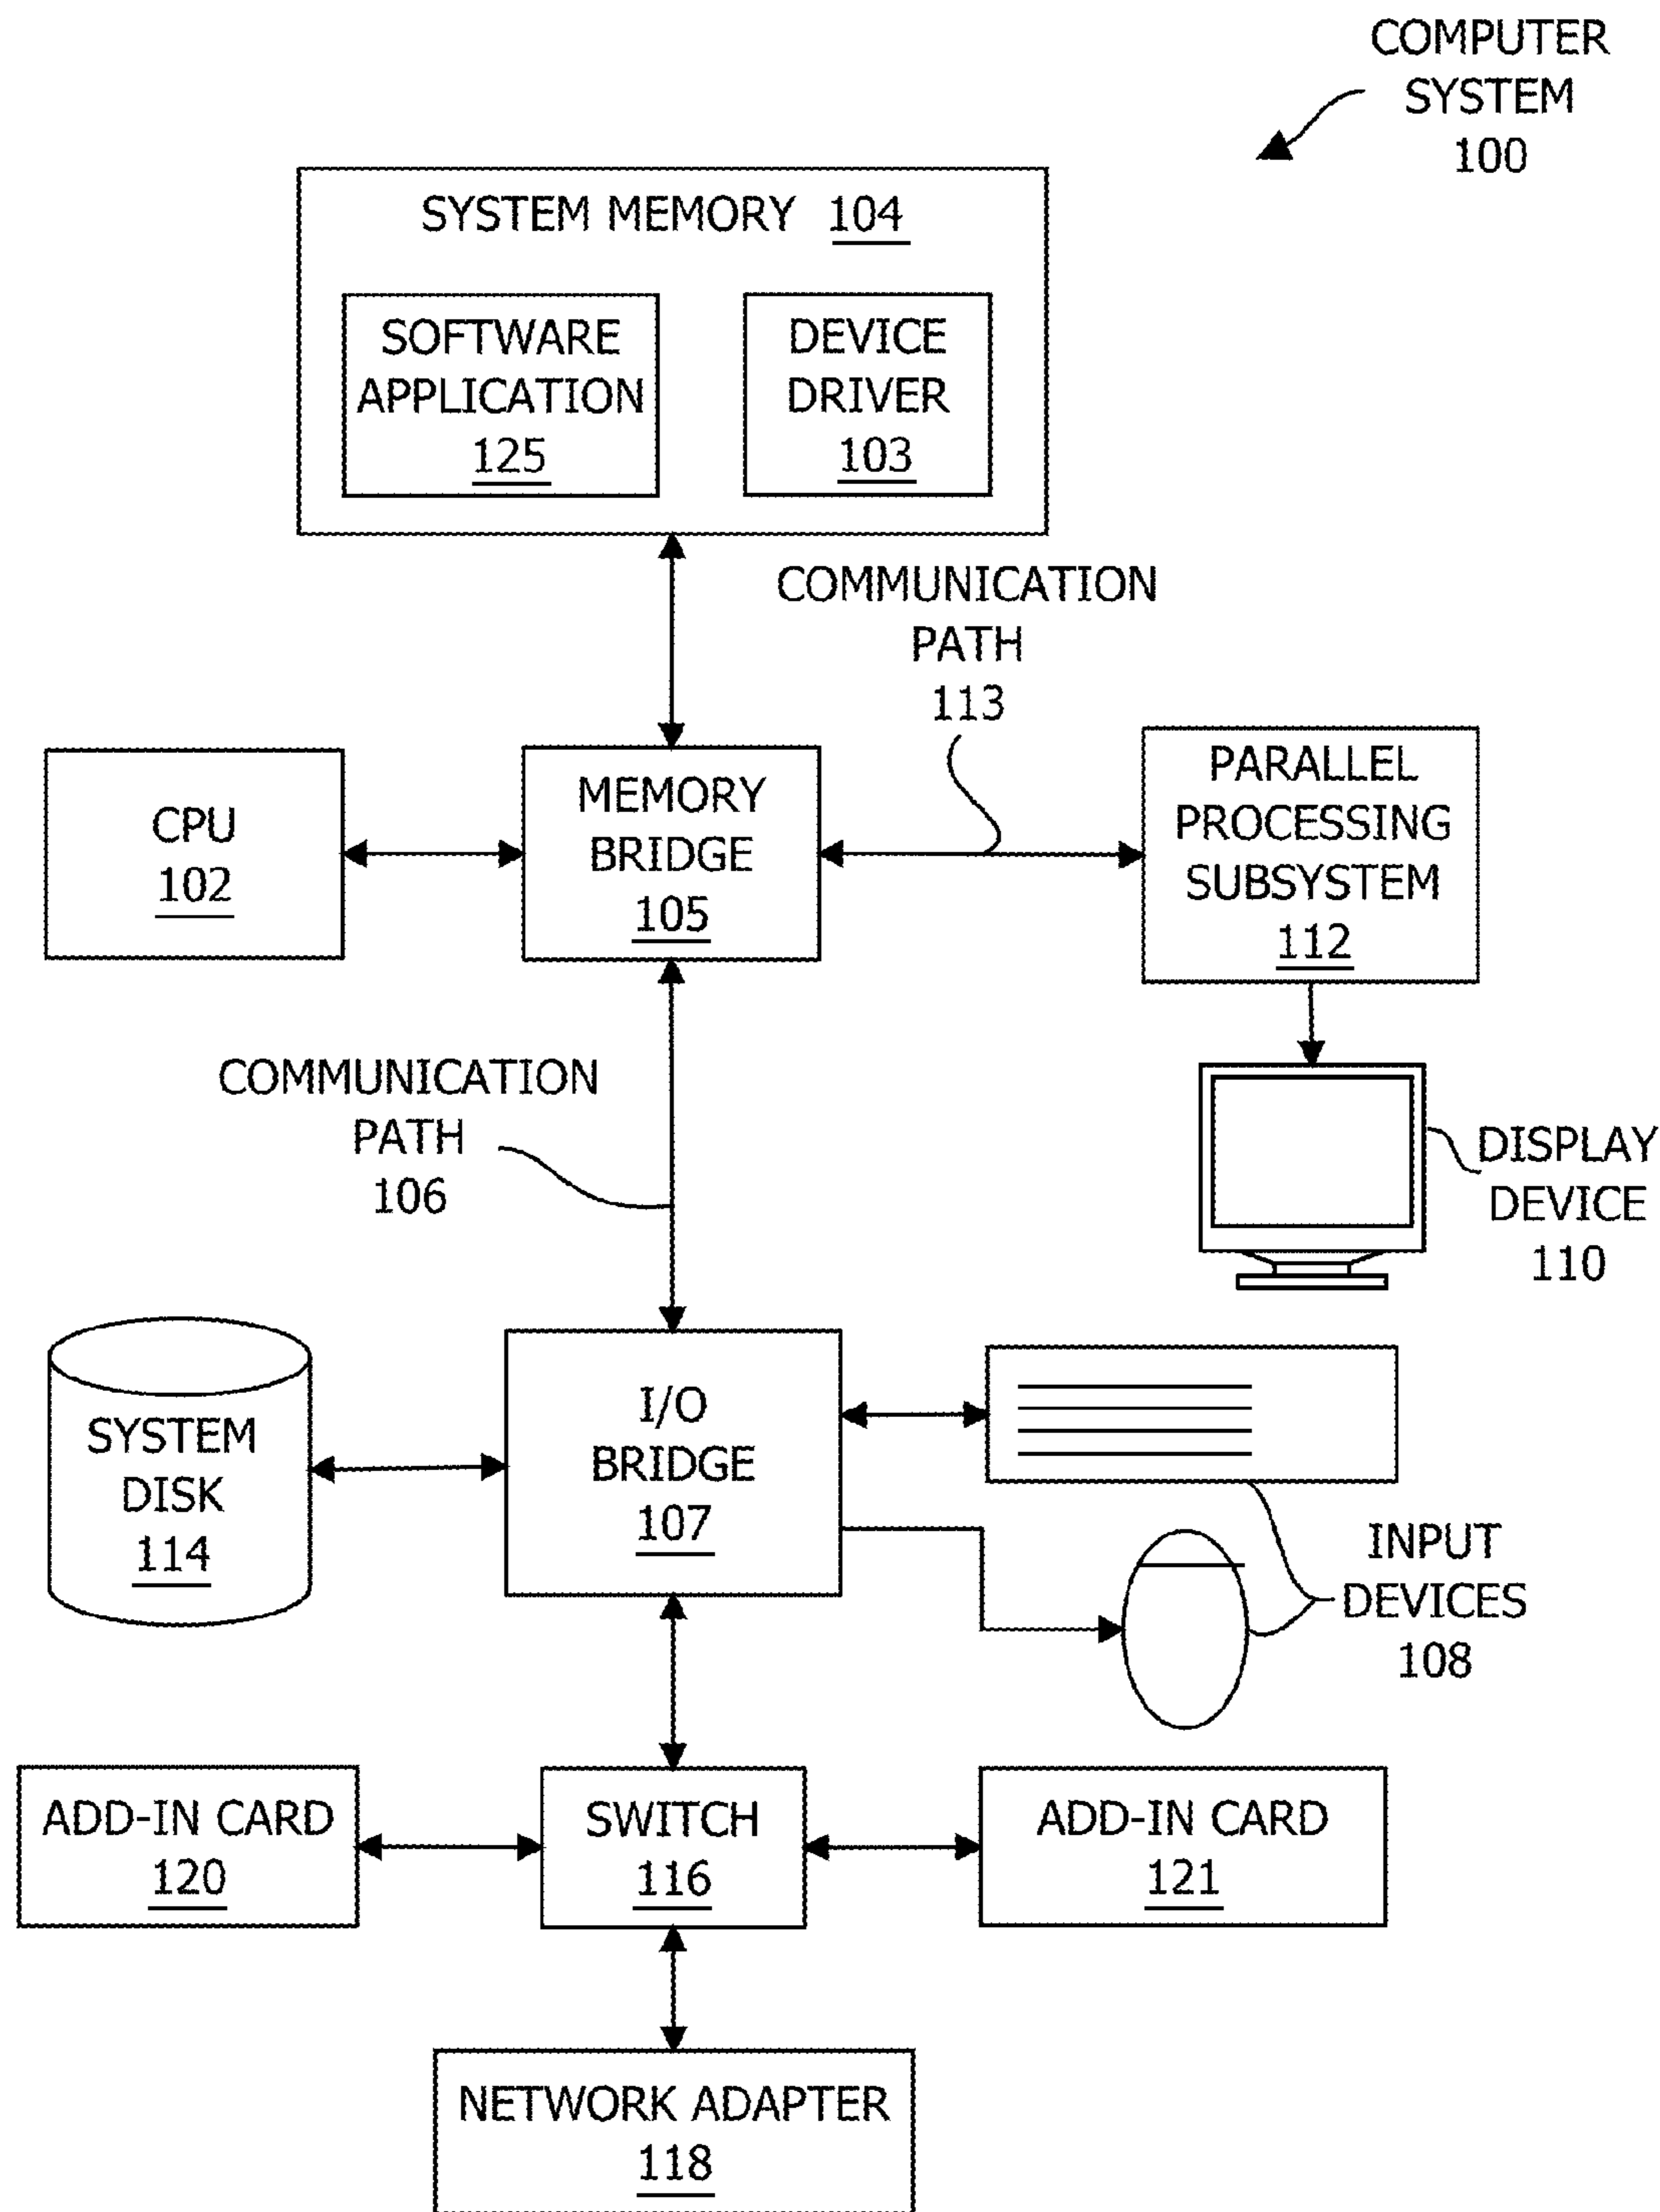 COMPUTER
SYSTEM
100
SYSTEM MEMORY 104
SOFTWARE
APPLICATION
125
DEVICE
DRIVER
103
COMMUNICATION
PATH
113
CPU
102
MEMORY
BRIDGE
105
PARALLEL
PROCESSING
SUBSYSTEM
112
COMMUNICATION
PATH
106
DISPLAY
DEVICE
110
SYSTEM
DISK
114
I/O
BRIDGE
107
INPUT
DEVICES
108
ADD-IN CARD
120
SWITCH
116
ADD-IN CARD
121
NETWORK ADAPTER
118